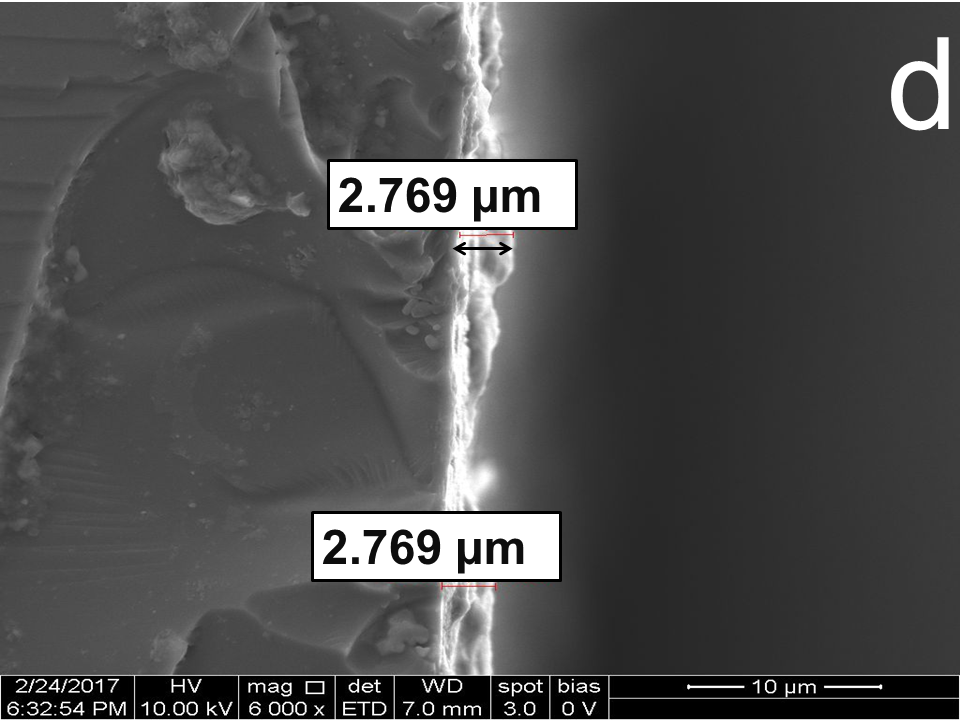 d
2.769 µm
2.769 µm
2/24/2017 HV mag det WD spot bias 10 µm
6:32:54 PM 10.00 kV 6 000 x ETD 7.0 mm 3.0 0 V